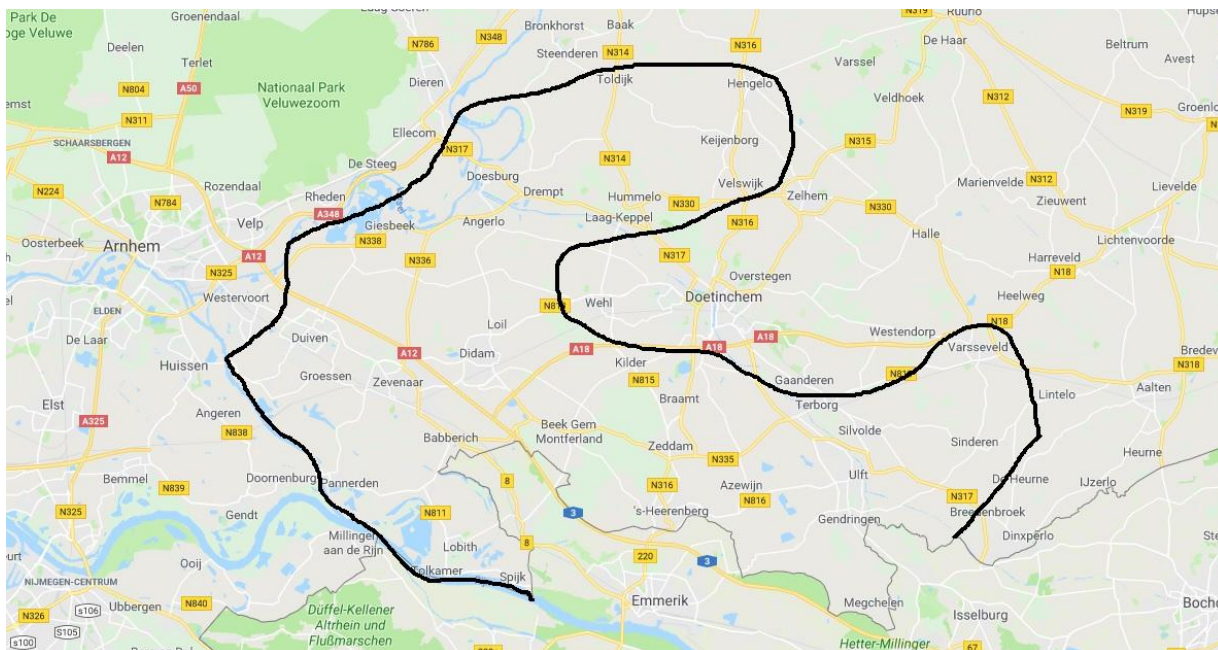 Park De
oge Veluwe
Groenendaal
Deelen
Terlet
N804
A50
N311
Nationaal Park
Veluwezoom
SCHAARSBERGEN
A12
N224
N784
Rozendaal
Oosterbeek
Arnhem
Velp
N325
A12
Westervoort
ELDEN
De Laar
Huissen
Elst
A325
Angeren
N838
Bemmel
N839
Doornenburg
Gendt
N325
Ooij
NIJMEGEN-CENTRUM
Ubbergen
N840
N326
s106
S105
s100
Laag Soeren
N786
N348
Dieren
Ellecom
N317
De Steeg
Rheden
A348
Giesbeek
N338
N336
Doesburg
Angerlo
Drempt
Bronkhorst
Baak
Steenderen
N314
Toldijk
N316
Hengelo
Keijenborg
N314
Hummelo
N330
Velswijk
Laag-Keppel
N316
Zelhem
N317
Overstegen
Doetinchem
Wehl
Loil
Didam
Duiven
Groessen
Zevenaar
A12
A18
Kilder
N815
Braamt
A18
A18
Gaanderen
Terborg
Silvolde
Ulft
Beek Gem
Montferland
Zeddam
N335
N316
Azewijn
N816
's-Heerenberg
Gendringen
Babberich
8
3
8
220
3
Pannerden
N811
Lobith
Millingen
aan de Rijn
Tolkamer
Spijk
Düffel-Kellener
Altrhein und
Flußmarschen
Emmerik
Megchelen
Hetter-Millinger
67
Isselburg
N319
Ruurlo
De Haar
Varssel
Veldhoek
N312
N315
Beltrum
Avest
N319
Marienvelde
N312
Zieuwent
Lievelde
N330
Halle
Lichtenvoorde
Harreveld
N18
Heelweg
N18
Westendorp
Varsseveld
N318
Aalten
Lintelo
Sinderen
De Heurne
Heurne
IJzerlo
N317
Breedenbroek
Dinxperlo